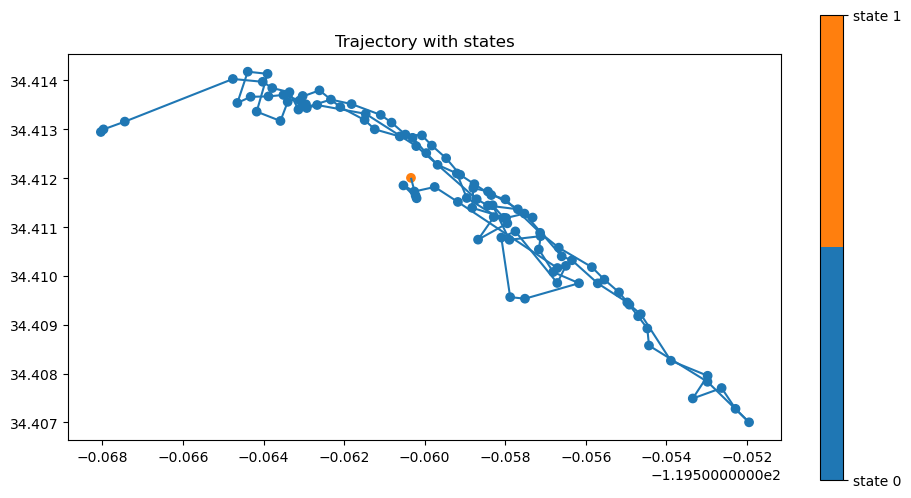 Trajectory with states
state 1
34.414
34.413
34.412
34.411
34.410
34.409
34.408
34.407
state 0
−0.068 −0.066 −0.064 −0.062 −0.060 −0.058 −0.056 −0.054 −0.052
−1.1950000000e2